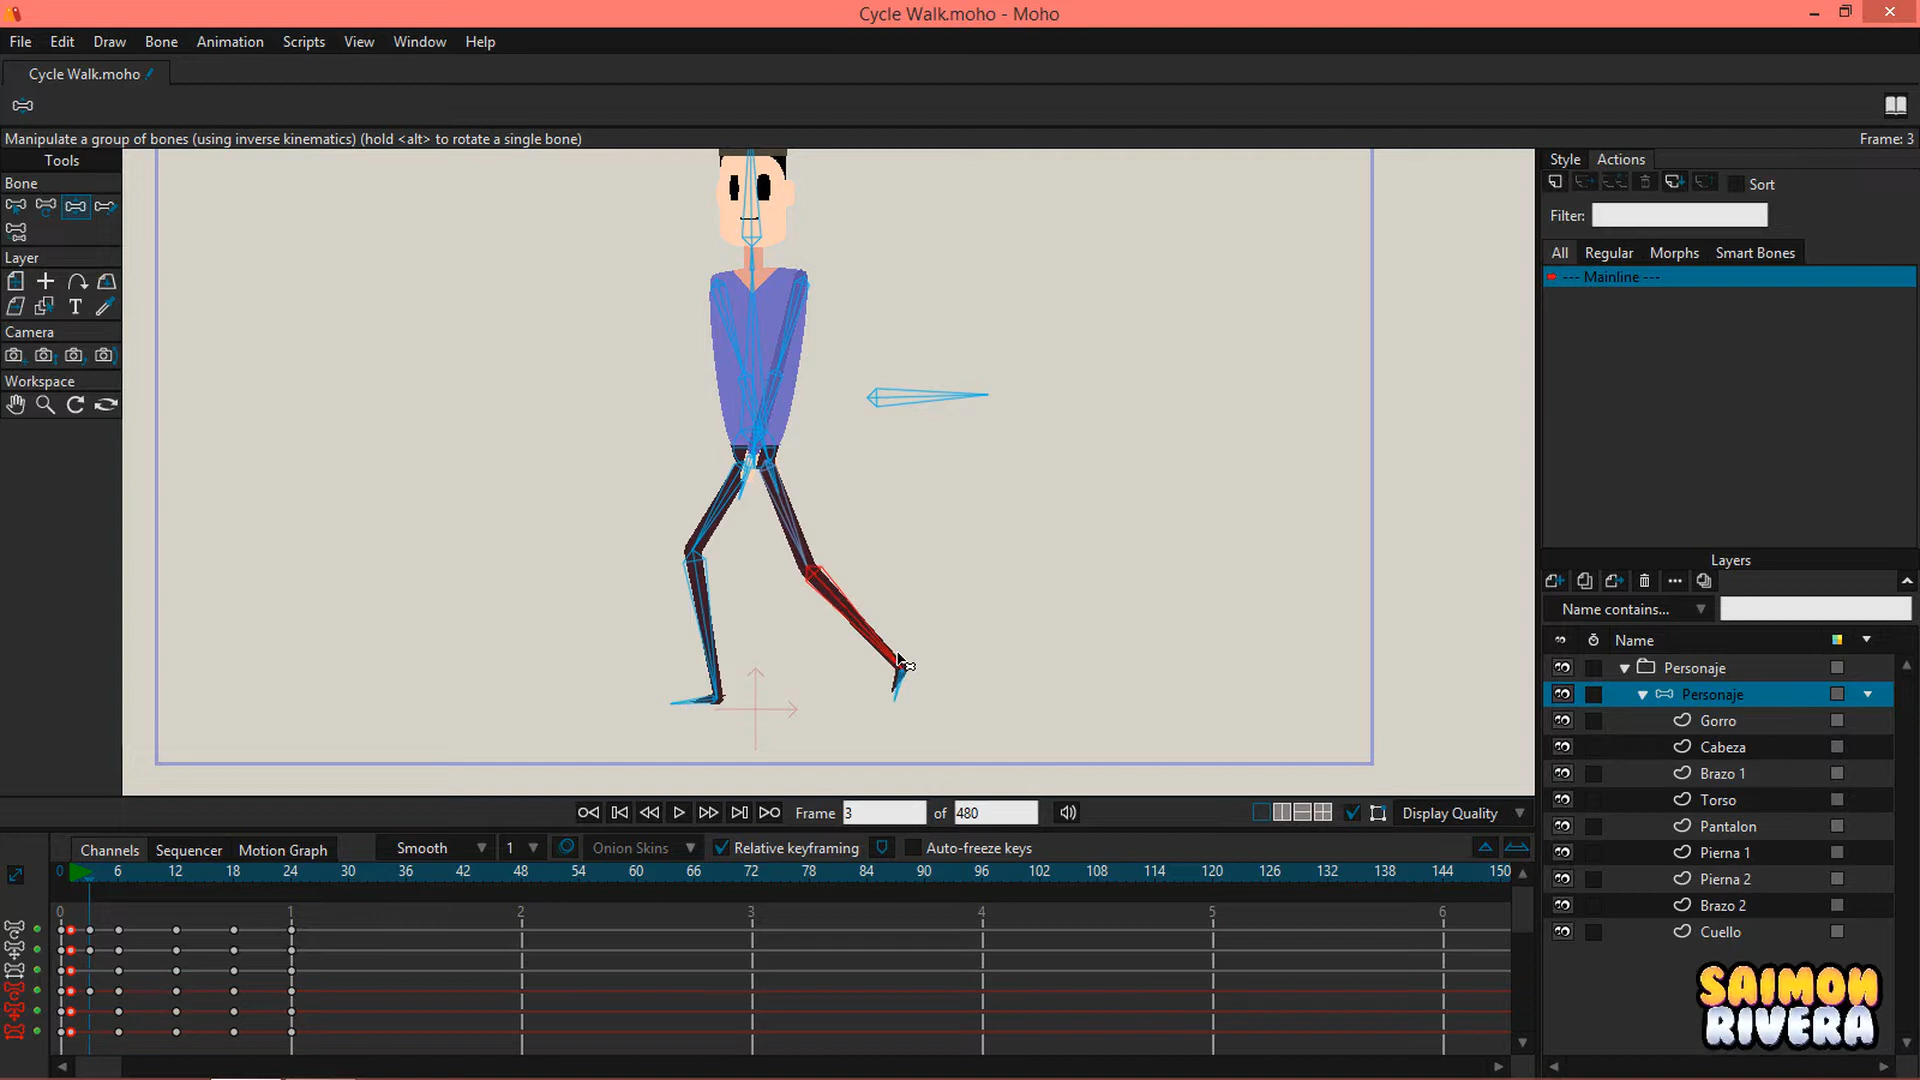 Cycle Walk.moho - Moho
File Edit Draw Bone Animation Scripts View Window Help
Cycle Walk.moho
Manipulate a group of bones (using inverse kinematics) (hold <alt> to rotate a single bone)
Frame: 3
Tools
Bone
Layer
T
Camera
Workspace
Style Actions
Sort
Filter:
All Regular Morphs Smart Bones
--- Mainline ---
Layers
Name contains...
Name
Personaje
Personaje
Gorro
Cabeza
Brazo 1
Torso
Pantalon
Pierna 1
Pierna 2
Brazo 2
Cuello
Frame 3 of 480
Display Quality
Channels Sequencer Motion Graph Smooth 1 Onion Skins Relative keyframing Auto-freeze keys
0 6 12 18 24 30 36 42 48 54 60 66 72 78 84 90 96 102 108 114 120 126 132 138 144 150
0 1 2 3 4 5 6
SAIMON
RIVERA